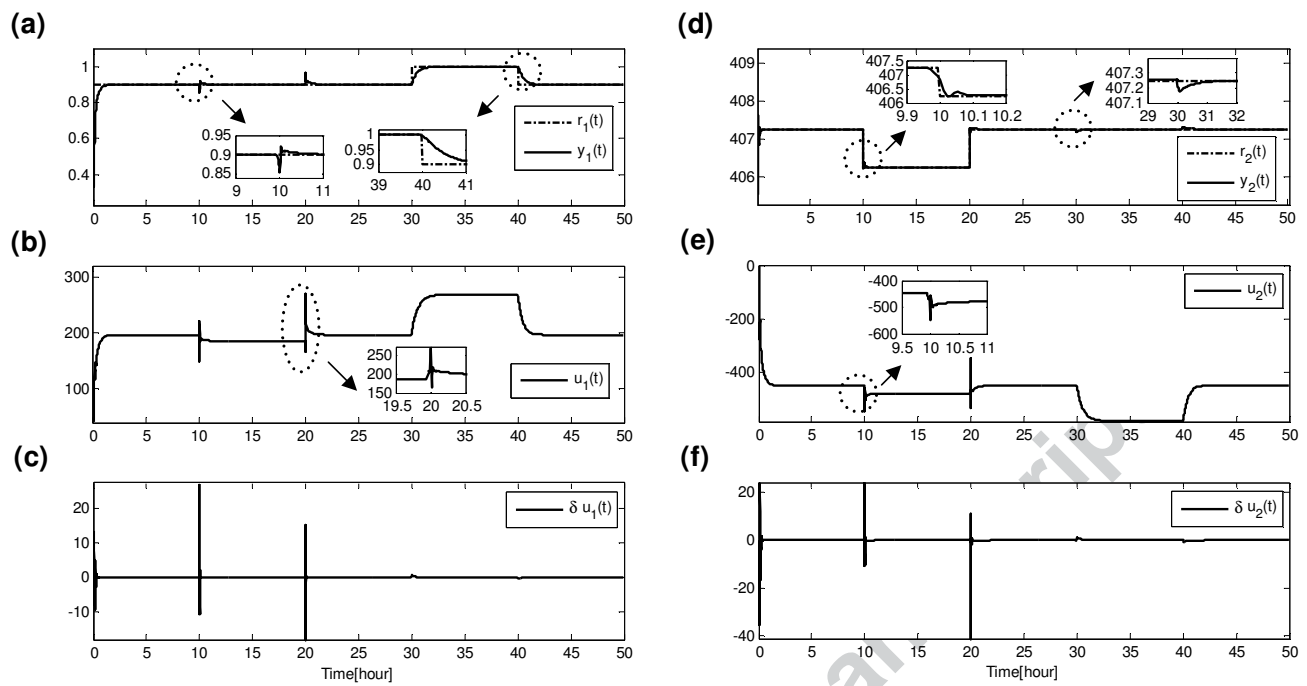 (a)
1
0.8
0.6
0.4
0 5 10 15 20 25 30 35 40 45 50
0.95
0.9
0.85
9 10 11
1
0.95
0.9
39 40 41
r1(t)
y1(t)
(b)
300
200
100
0 5 10 15 20 25 30 35 40 45 50
250
200
150
19.5 20 20.5
u1(t)
(c)
20
10
0
-10
0 5 10 15 20 25 30 35 40 45 50
δ u1(t)
Time[hour]
(d)
409
408
407
406
5 10 15 20 25 30 35 40 45 50
407.5
407
406.5
406
9.9 10 10.1 10.2
407.3
407.2
407.1
29 30 31 32
r2(t)
y2(t)
(e)
0
-200
-400
0 5 10 15 20 25 30 35 40 45 50
-400
-500
-600
9.5 10 10.5 11
u2(t)
(f)
20
0
-20
-40
0 5 10 15 20 25 30 35 40 45 50
δ u2(t)
Time[hour]